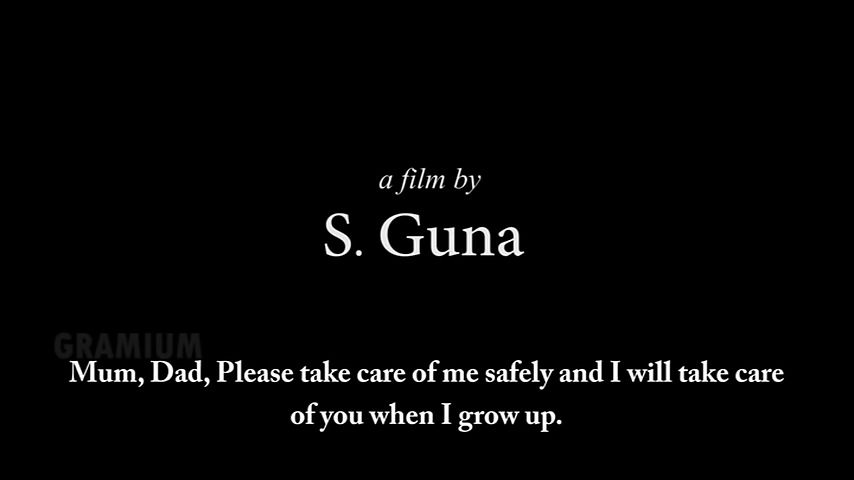 a film by
S. Guna
GRAMIUM
Mum, Dad, Please take care of me safely and I will take care
of you when I grow up.